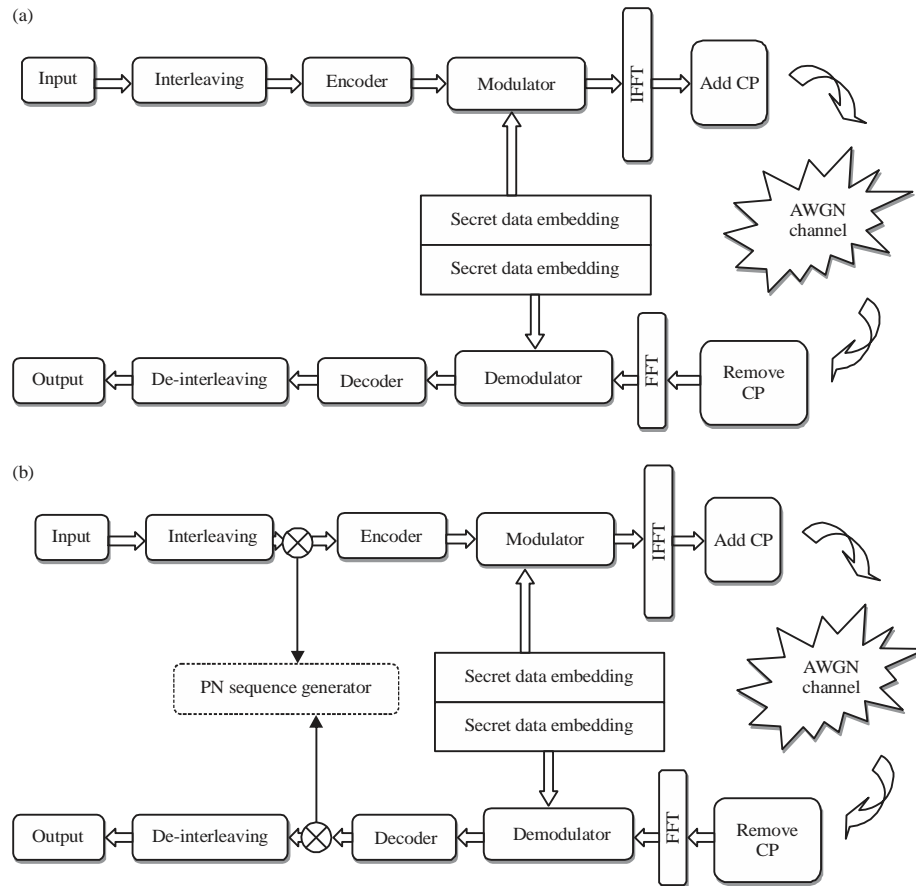 (a)
Input
Interleaving
Encoder
Modulator
IFFT
Add CP
AWGN
channel
Secret data embedding
Secret data embedding
Output
De-interleaving
Decoder
Demodulator
FFT
Remove
CP
(b)
Input
Interleaving
Encoder
Modulator
IFFT
Add CP
AWGN
channel
PN sequence generator
Secret data embedding
Secret data embedding
Output
De-interleaving
Decoder
Demodulator
FFT
Remove
CP